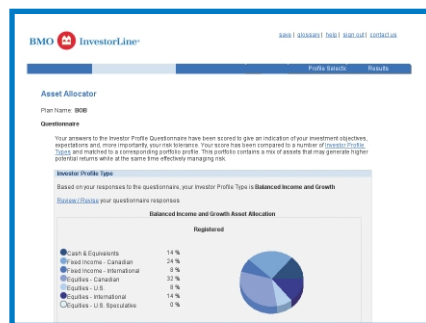 BMO InvestorLine
save | glossary | help | sign out | contact us
Profile Selector Results
Asset Allocator
Plan Name: BOB
Questionnaire
Your answers to the Investor Profile Questionnaire have been scored to give an indication of your investment objectives,
expectations and, more importantly, your risk tolerance. Your score has been compared to a number of Investor Profile
Types and matched to a corresponding portfolio profile. This portfolio contains a mix of assets that may generate higher
potential returns while at the same time effectively managing risk.
Investor Profile Type
Based on your responses to the questionnaire, your Investor Profile Type is Balanced Income and Growth
Review / Revise your questionnaire responses
Balanced Income and Growth Asset Allocation
Registered
Cash & Equivalents 14 %
Fixed Income - Canadian 24 %
Fixed Income - International 8 %
Equities - Canadian 32 %
Equities - U.S. 8 %
Equities - International 14 %
Equities - U.S. Speculative 0 %